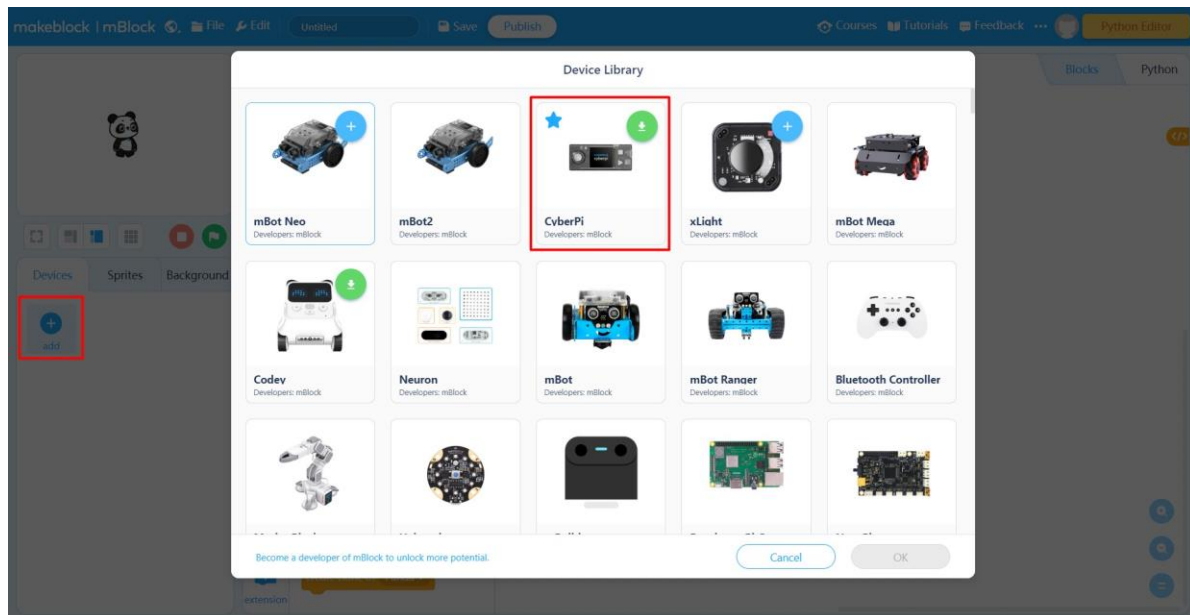 makeblock | mBlock File Edit Untitled Save Publish Courses Tutorials Feedback ... Python Editor
Device Library
Blocks Python
mBot Neo
Developers: mBlock
mBot2
Developers: mBlock
CyberPi
Developers: mBlock
xLight
Developers: mBlock
mBot Mega
Developers: mBlock
Devices Sprites Background
add
Codey
Developers: mBlock
Neuron
Developers: mBlock
mBot
Developers: mBlock
mBot Ranger
Developers: mBlock
Bluetooth Controller
Developers: mBlock
Become a developer of mBlock to unlock more potential.
Cancel OK
extension